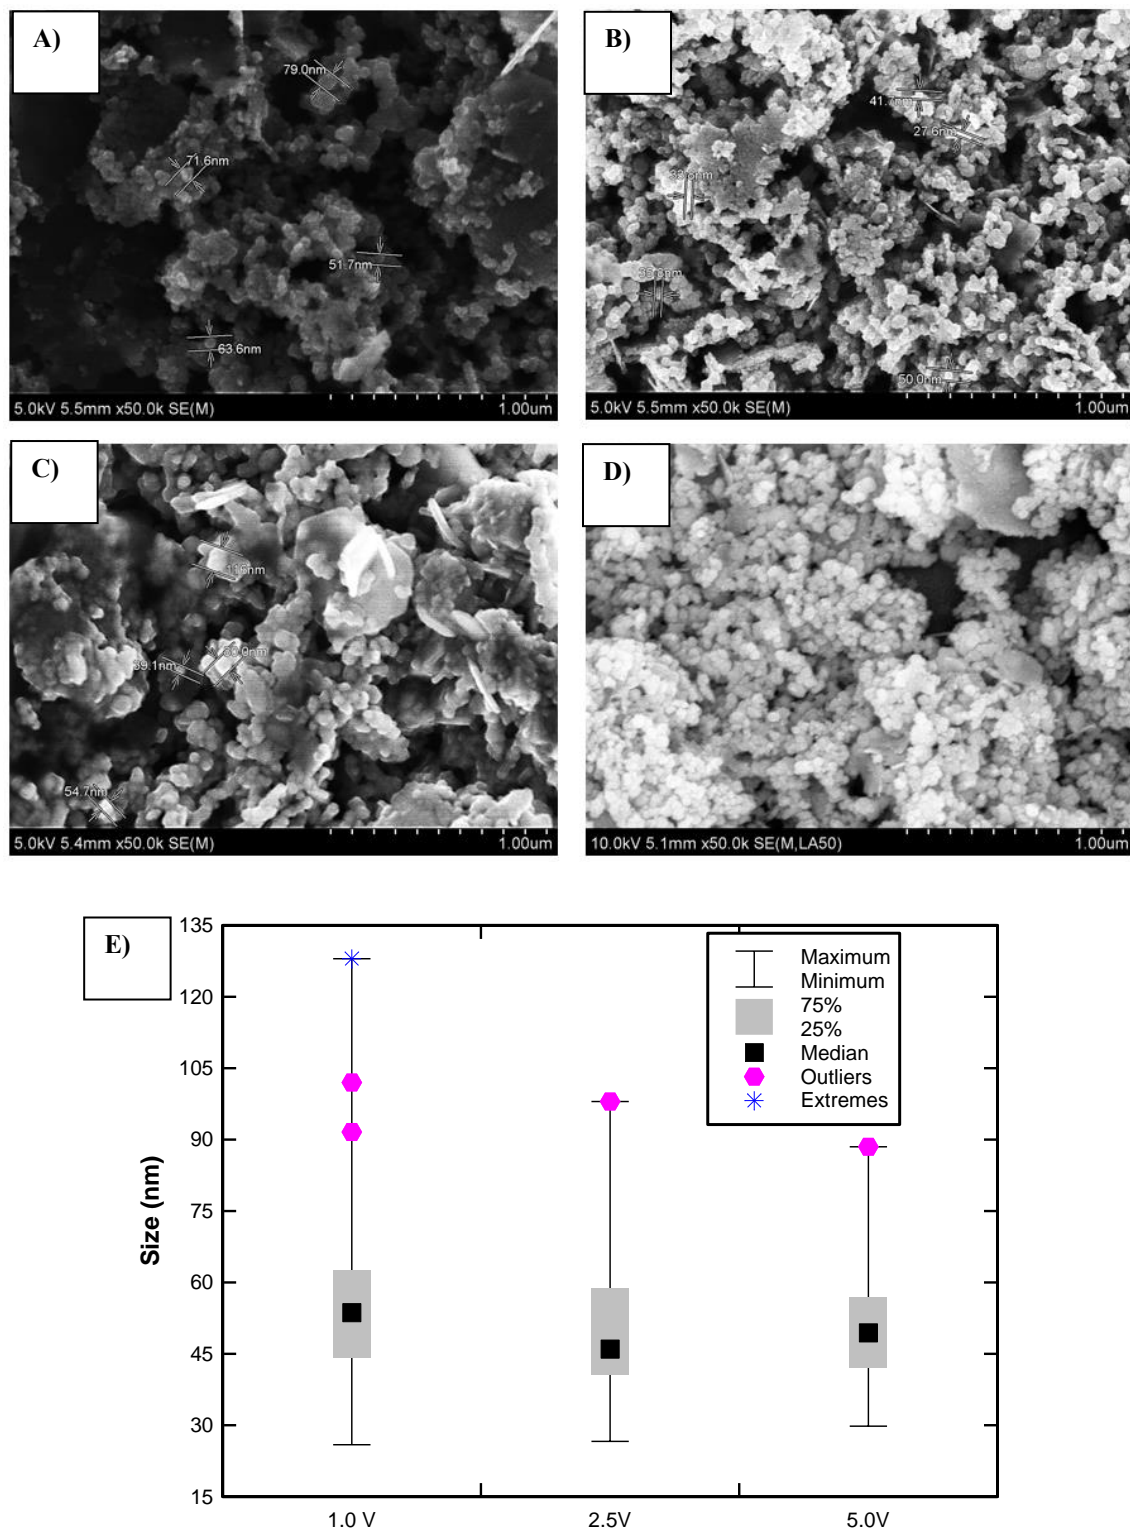 A)
79.0nm
71.6nm
51.7nm
63.6nm
5.0kV 5.5mm x50.0k SE(M)
1.00um
B)
27.6nm
50.0nm
5.0kV 5.5mm x50.0k SE(M)
1.00um
C)
54.7nm
5.0kV 5.4mm x50.0k SE(M)
1.00um
D)
10.0kV 5.1mm x50.0k SE(M,LA50)
1.00um
E)
135
120
105
90
75
60
45
30
15
Size (nm)
Maximum
Minimum
75%
25%
Median
Outliers
Extremes
1.0 V
2.5V
5.0V